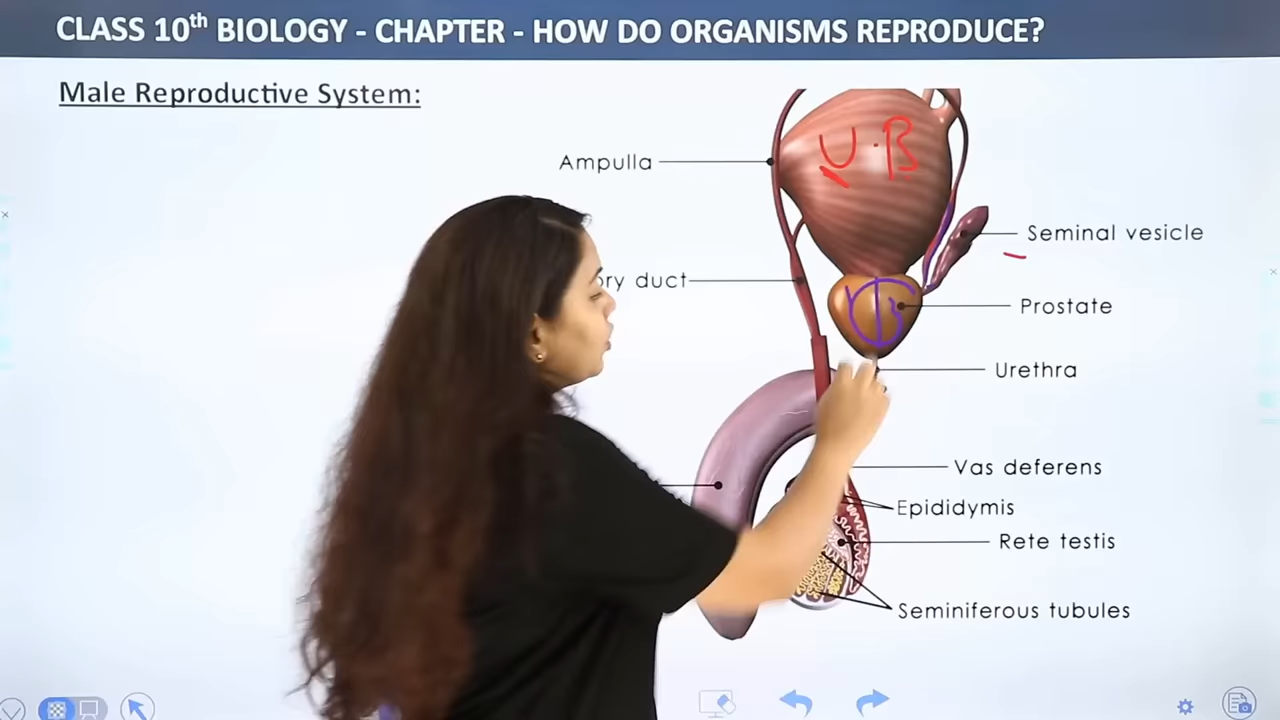 CLASS 10th BIOLOGY - CHAPTER - HOW DO ORGANISMS REPRODUCE?
Male Reproductive System:
U.B
Ampulla
Seminal vesicle
ory duct
Prostate
Urethra
Vas deferens
Epididymis
Rete testis
Seminiferous tubules